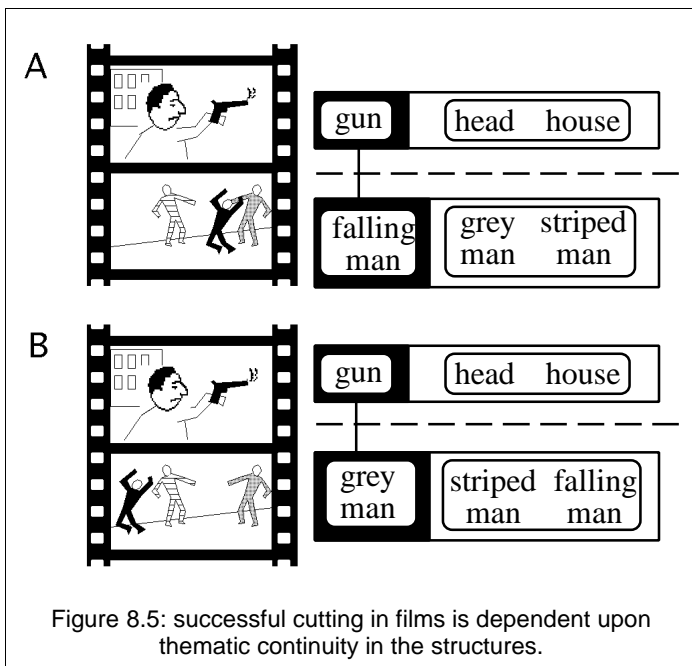 A
gun
head house
falling
man
grey striped
man man
B
gun
head house
grey
man
striped falling
man man
Figure 8.5: successful cutting in films is dependent upon
thematic continuity in the structures.